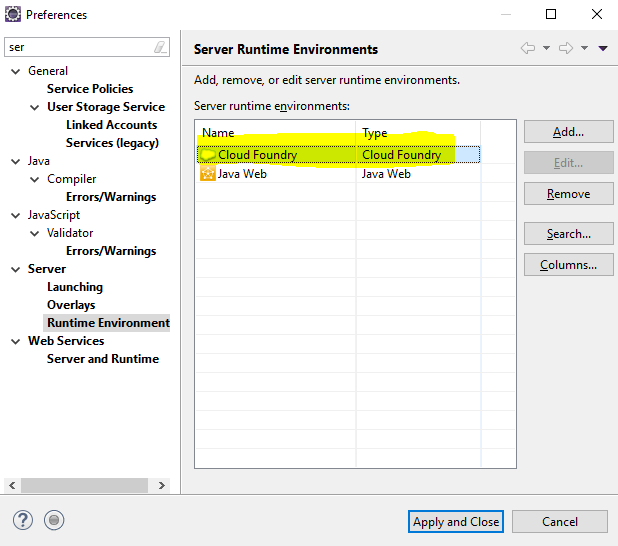 Preferences
ser
General
Service Policies
User Storage Service
Linked Accounts
Services (legacy)
Java
Compiler
Errors/Warnings
JavaScript
Validator
Errors/Warnings
Server
Launching
Overlays
Runtime Environment
Web Services
Server and Runtime
Server Runtime Environments
Add, remove, or edit server runtime environments.
Server runtime environments:
Name Type
Cloud Foundry Cloud Foundry
Java Web Java Web
Add...
Edit...
Remove
Search...
Columns...
?
Apply and Close
Cancel